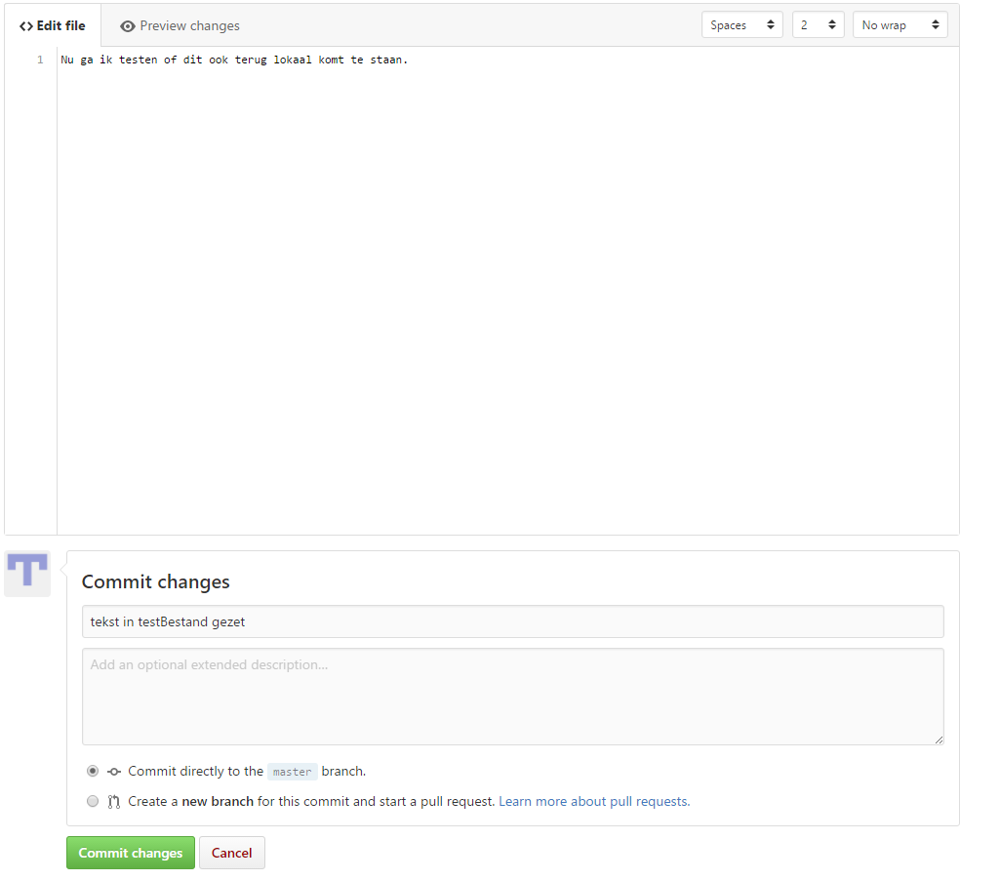 Edit file Preview changes Spaces 2 No wrap
1 Nu ga ik testen of dit ook terug lokaal komt te staan.
T
Commit changes
tekst in testBestand gezet
Add an optional extended description...
Commit directly to the master branch.
Create a new branch for this commit and start a pull request. Learn more about pull requests.
Commit changes Cancel